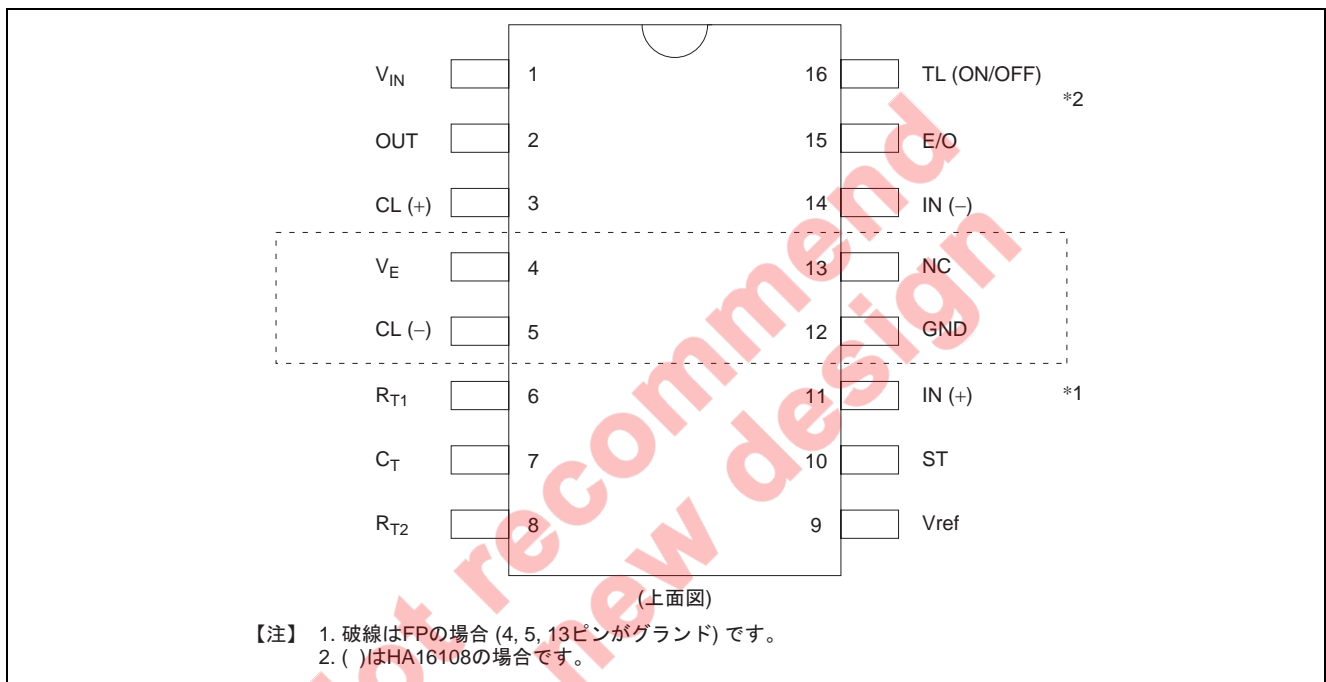 V_IN 1 16 TL (ON/OFF)
*2
OUT 2 15 E/O
CL (+) 3 14 IN (−)
V_E 4 13 NC
CL (−) 5 12 GND
R_T1 6 11 IN (+) *1
C_T 7 10 ST
R_T2 8 9 Vref
(上面図)
【注】 1. 破線はFPの場合 (4, 5, 13ピンがグランド) です。
2. ( )はHA16108の場合です。
Not recommend
new design